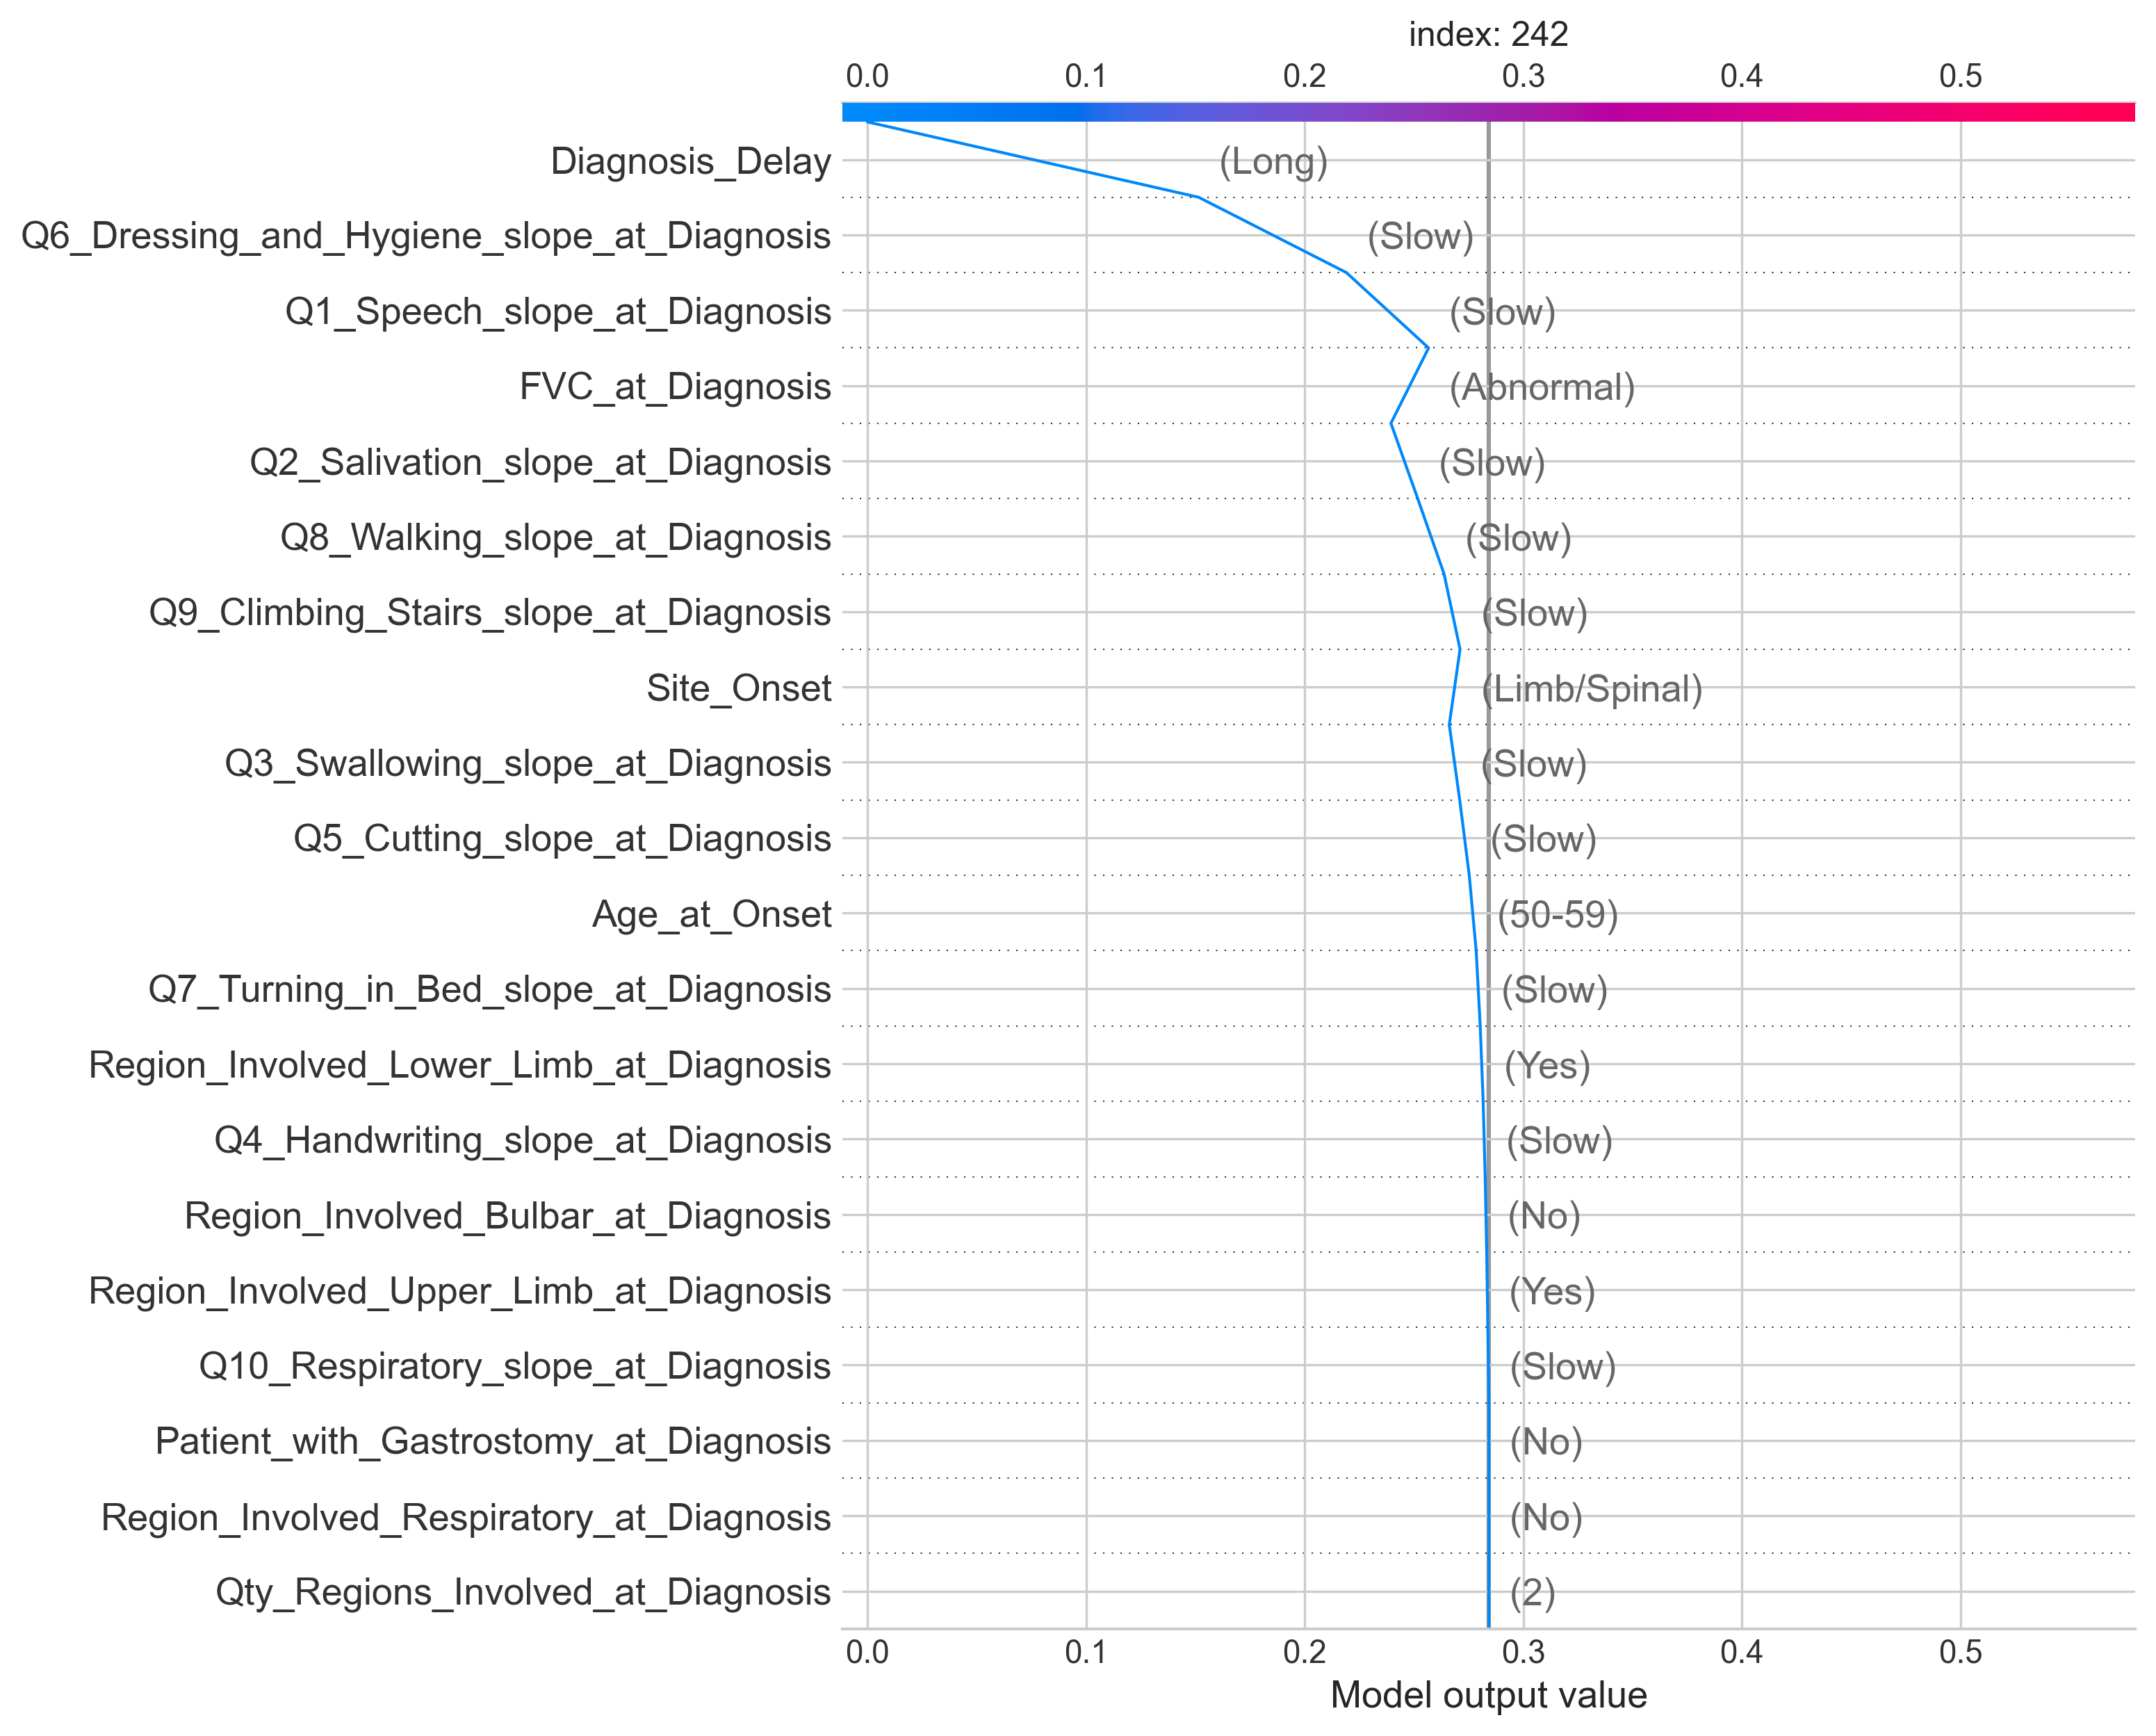 index: 242
0.0 0.1 0.2 0.3 0.4 0.5
Diagnosis_Delay (Long)
Q6_Dressing_and_Hygiene_slope_at_Diagnosis (Slow)
Q1_Speech_slope_at_Diagnosis (Slow)
FVC_at_Diagnosis (Abnormal)
Q2_Salivation_slope_at_Diagnosis (Slow)
Q8_Walking_slope_at_Diagnosis (Slow)
Q9_Climbing_Stairs_slope_at_Diagnosis (Slow)
Site_Onset (Limb/Spinal)
Q3_Swallowing_slope_at_Diagnosis (Slow)
Q5_Cutting_slope_at_Diagnosis (Slow)
Age_at_Onset (50-59)
Q7_Turning_in_Bed_slope_at_Diagnosis (Slow)
Region_Involved_Lower_Limb_at_Diagnosis (Yes)
Q4_Handwriting_slope_at_Diagnosis (Slow)
Region_Involved_Bulbar_at_Diagnosis (No)
Region_Involved_Upper_Limb_at_Diagnosis (Yes)
Q10_Respiratory_slope_at_Diagnosis (Slow)
Patient_with_Gastrostomy_at_Diagnosis (No)
Region_Involved_Respiratory_at_Diagnosis (No)
Qty_Regions_Involved_at_Diagnosis (2)
0.0 0.1 0.2 0.3 0.4 0.5
Model output value